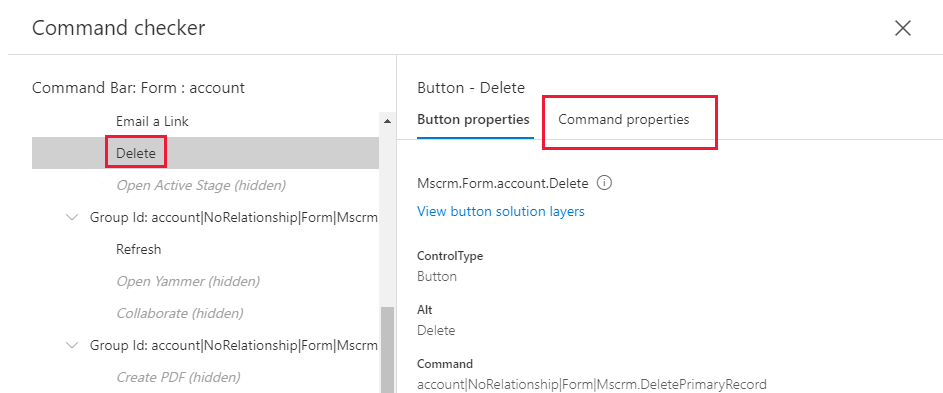 Command checker
Command Bar: Form : account
Email a Link
Delete
Open Active Stage (hidden)
Group Id: account|NoRelationship|Form|Mscrm
Refresh
Open Yammer (hidden)
Collaborate (hidden)
Group Id: account|NoRelationship|Form|Mscrm
Create PDF (hidden)
Button - Delete
Button properties
Command properties
Mscrm.Form.account.Delete
View button solution layers
ControlType
Button
Alt
Delete
Command
account|NoRelationship|Form|Mscrm.DeletePrimaryRecord